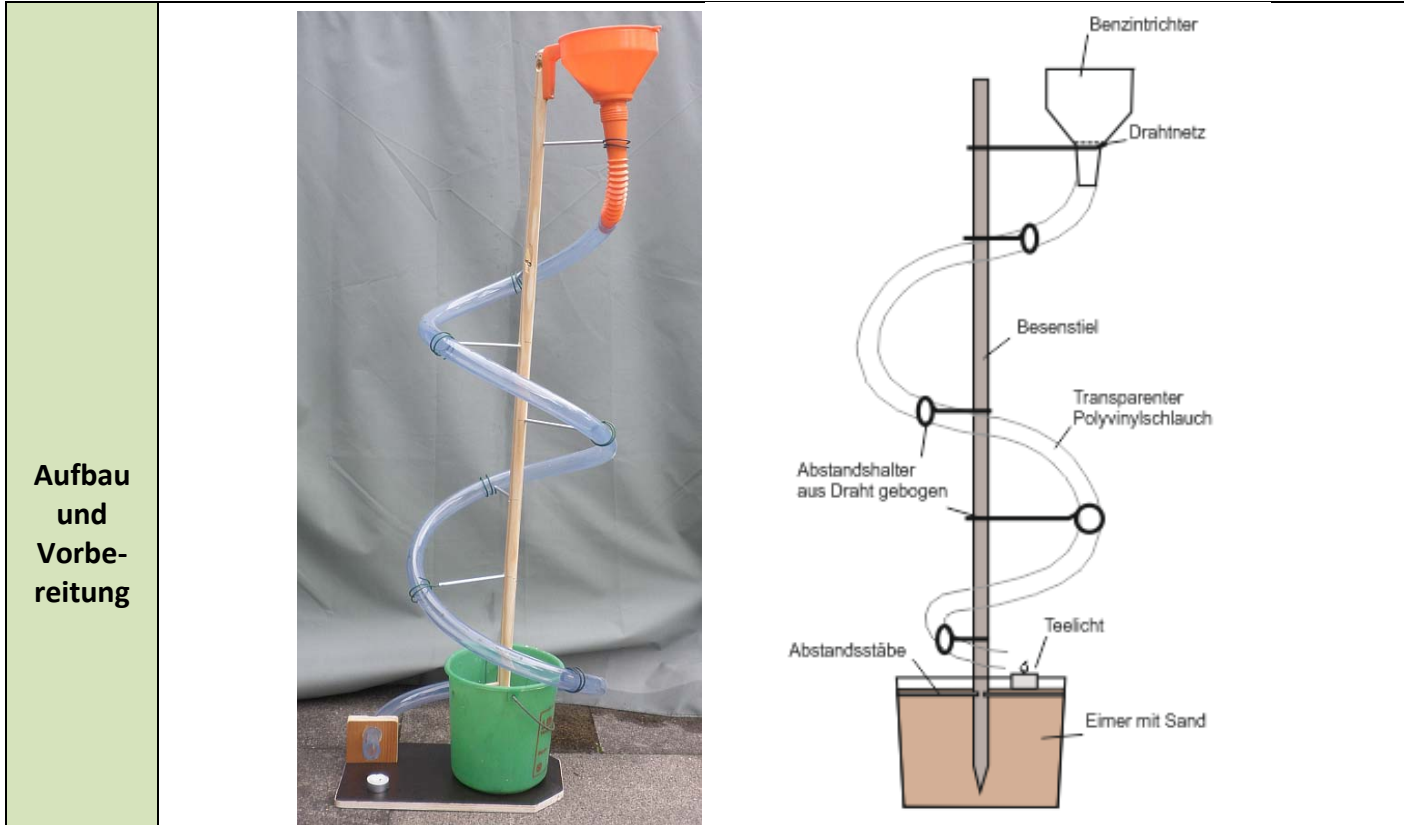 Aufbau
und
Vorbe-
reitung
Benzintrichter
Drahtnetz
Besenstiel
Transparenter
Polyvinylschlauch
Abstandshalter
aus Draht gebogen
Teelicht
Abstandsstäbe
Eimer mit Sand